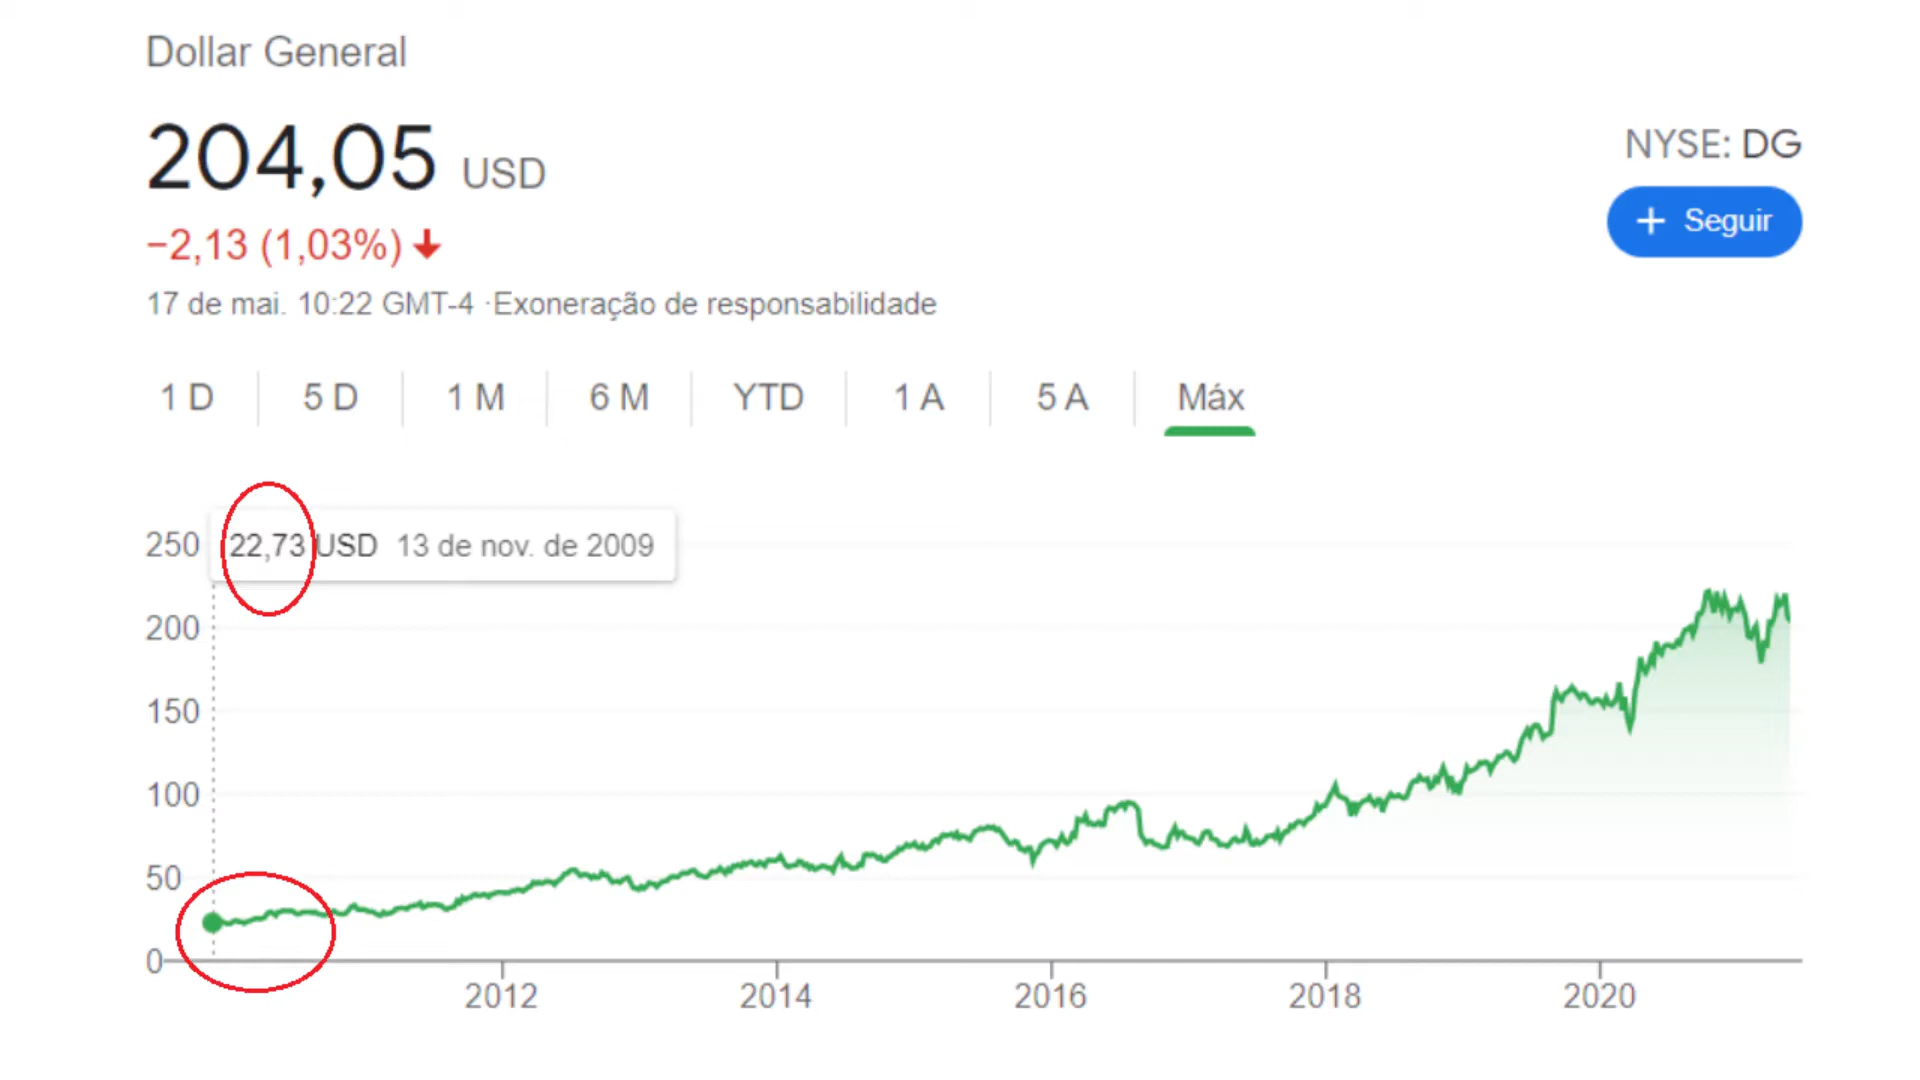 Dollar General
204,05 USD
NYSE: DG
−2,13 (1,03%)
+ Seguir
17 de mai. 10:22 GMT-4 ·Exoneração de responsabilidade
1 D 5 D 1 M 6 M YTD 1 A 5 A Máx
22,73 USD 13 de nov. de 2009
250
200
150
100
50
0
2012 2014 2016 2018 2020